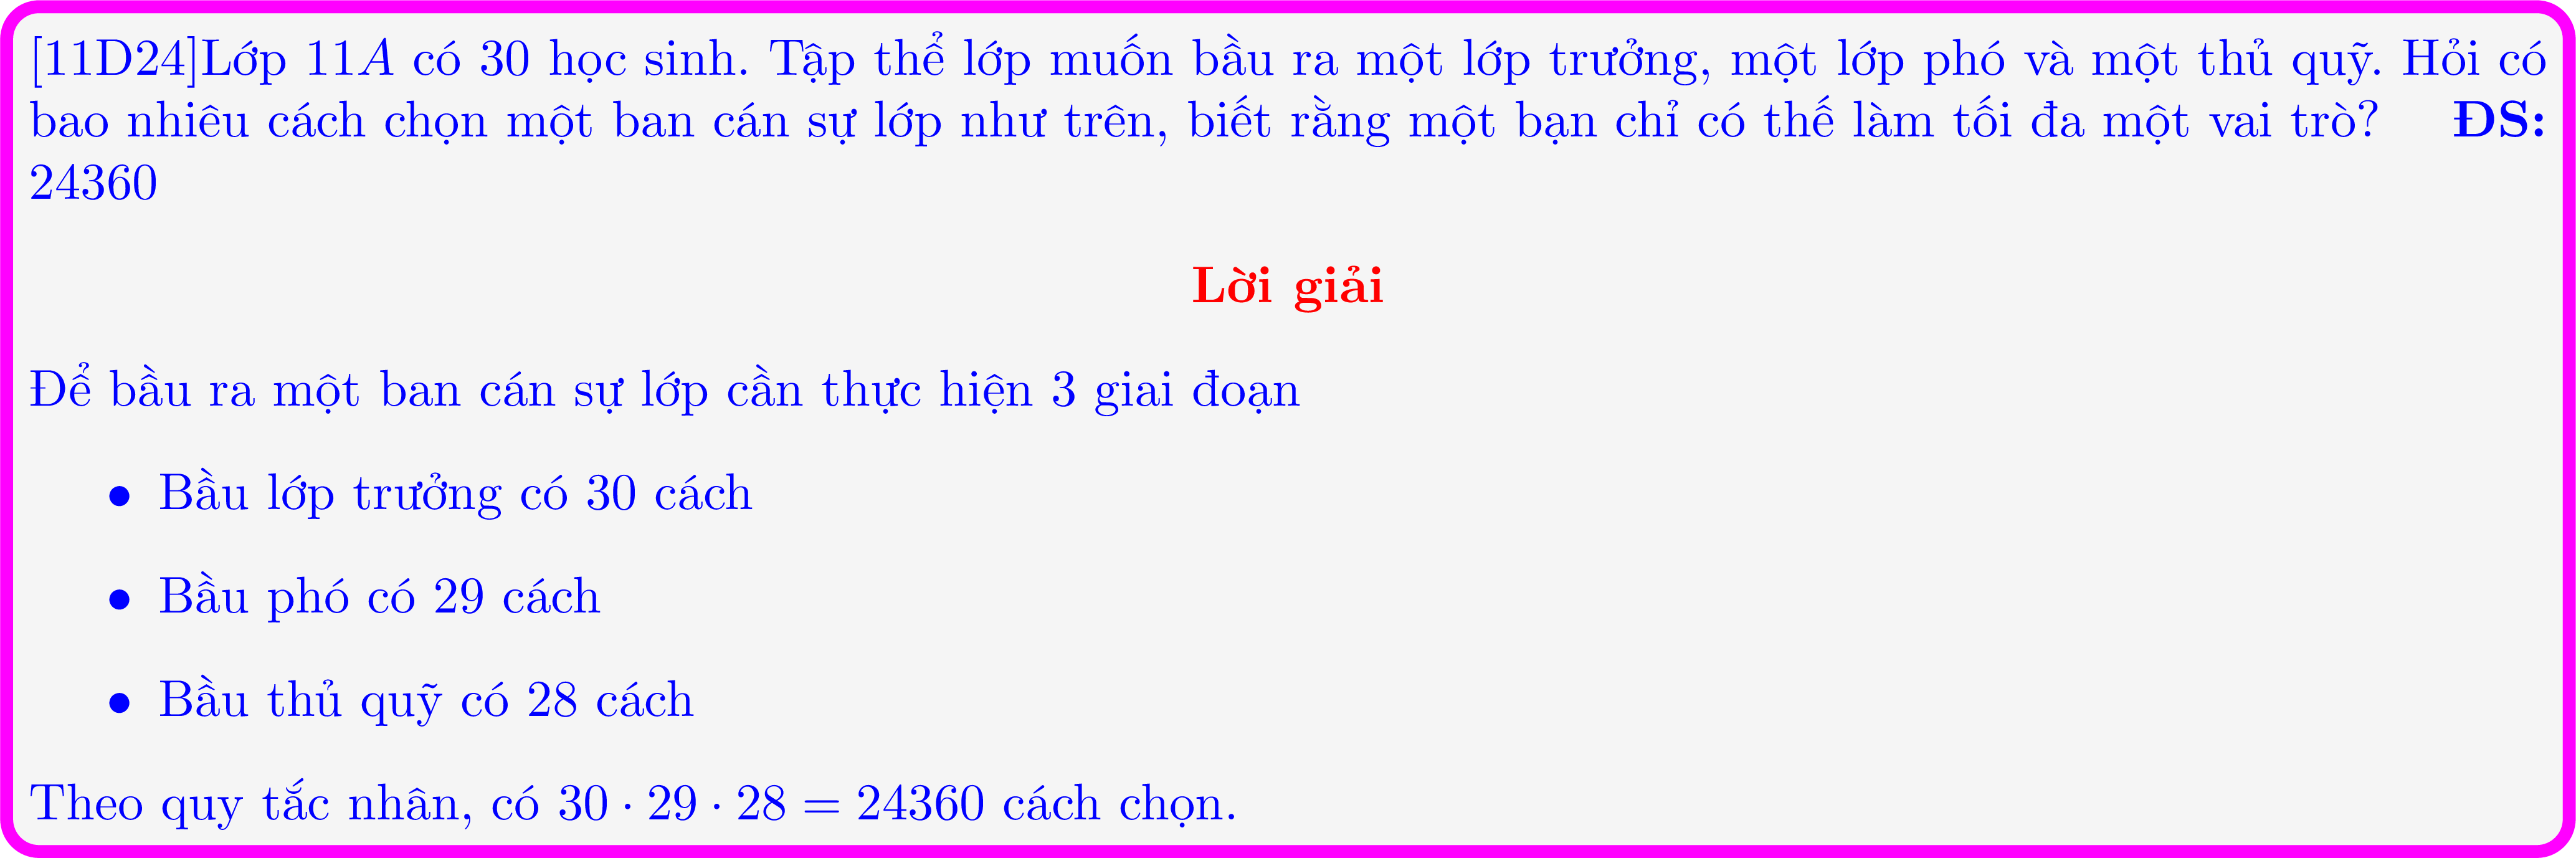 [11D24]Lớp 11A có 30 học sinh. Tập thể lớp muốn bầu ra một lớp trưởng, một lớp phó và một thủ quỹ. Hỏi có
bao nhiêu cách chọn một ban cán sự lớp như trên, biết rằng một bạn chỉ có thế làm tối đa một vai trò? ĐS:
24360
Lời giải
Để bầu ra một ban cán sự lớp cần thực hiện 3 giai đoạn
• Bầu lớp trưởng có 30 cách
• Bầu phó có 29 cách
• Bầu thủ quỹ có 28 cách
Theo quy tắc nhân, có 30 · 29 · 28 = 24360 cách chọn.